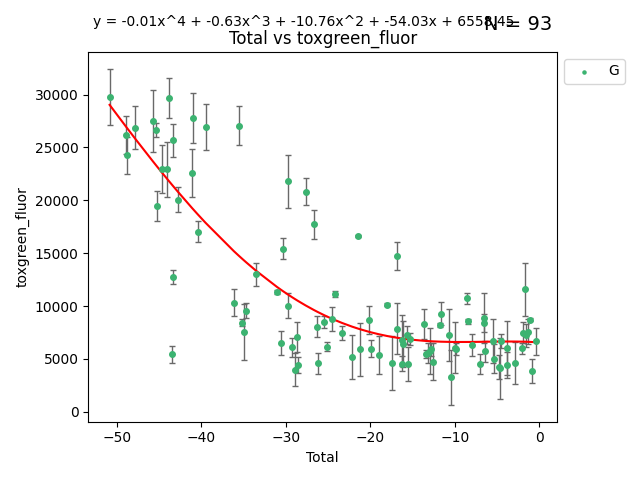 y = -0.01x^4 + -0.63x^3 + -10.76x^2 + -54.03x + 6558.45
N = 93
Total vs toxgreen_fluor
G
30000
25000
20000
15000
10000
5000
0
toxgreen_fluor
−50 −40 −30 −20 −10 0
Total